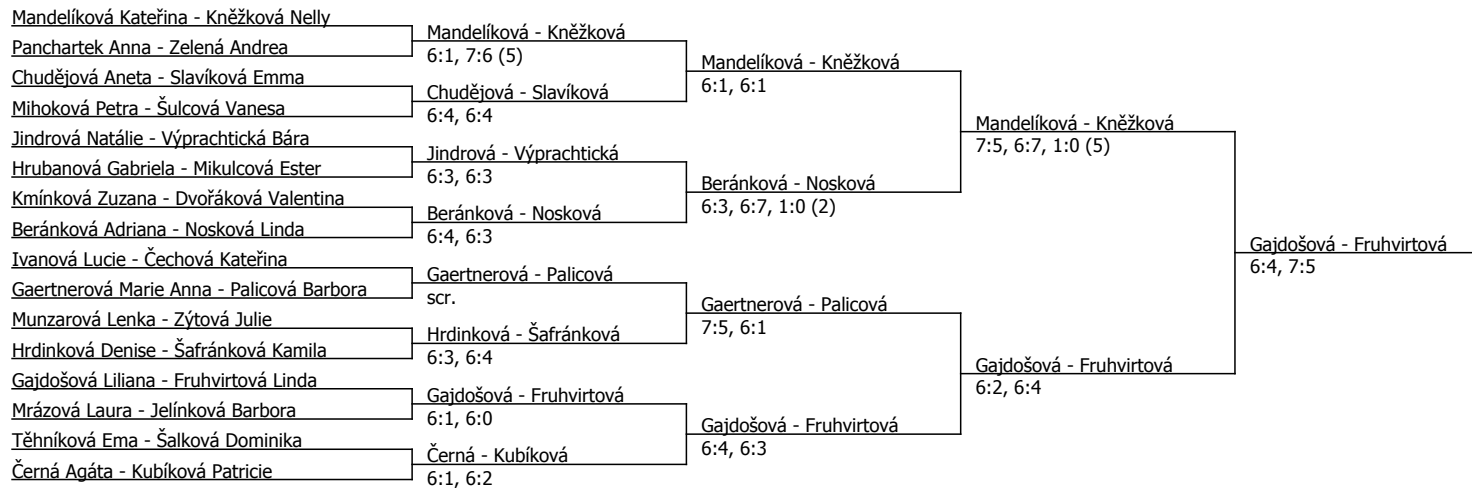 Mandelíková Kateřina - Kněžková Nelly
Panchartek Anna - Zelená Andrea
Chudějová Aneta - Slavíková Emma
Mihoková Petra - Šulcová Vanesa
Jindrová Natálie - Výprachtická Bára
Hrubanová Gabriela - Mikulcová Ester
Kmínková Zuzana - Dvořáková Valentina
Beránková Adriana - Nosková Linda
Ivanová Lucie - Čechová Kateřina
Gaertnerová Marie Anna - Palicová Barbora
Munzarová Lenka - Zýtová Julie
Hrdinková Denise - Šafránková Kamila
Gajdošová Liliana - Fruhvirtová Linda
Mrázová Laura - Jelínková Barbora
Těhníková Ema - Šalková Dominika
Černá Agáta - Kubíková Patricie
Mandelíková - Kněžková
6:1, 7:6 (5)
Chudějová - Slavíková
6:4, 6:4
Jindrová - Výprachtická
6:3, 6:3
Beránková - Nosková
6:4, 6:3
Gaertnerová - Palicová
scr.
Hrdinková - Šafránková
6:3, 6:4
Gajdošová - Fruhvirtová
6:1, 6:0
Černá - Kubíková
6:1, 6:2
Mandelíková - Kněžková
6:1, 6:1
Beránková - Nosková
6:3, 6:7, 1:0 (2)
Gaertnerová - Palicová
7:5, 6:1
Gajdošová - Fruhvirtová
6:4, 6:3
Mandelíková - Kněžková
7:5, 6:7, 1:0 (5)
Gajdošová - Fruhvirtová
6:2, 6:4
Gajdošová - Fruhvirtová
6:4, 7:5